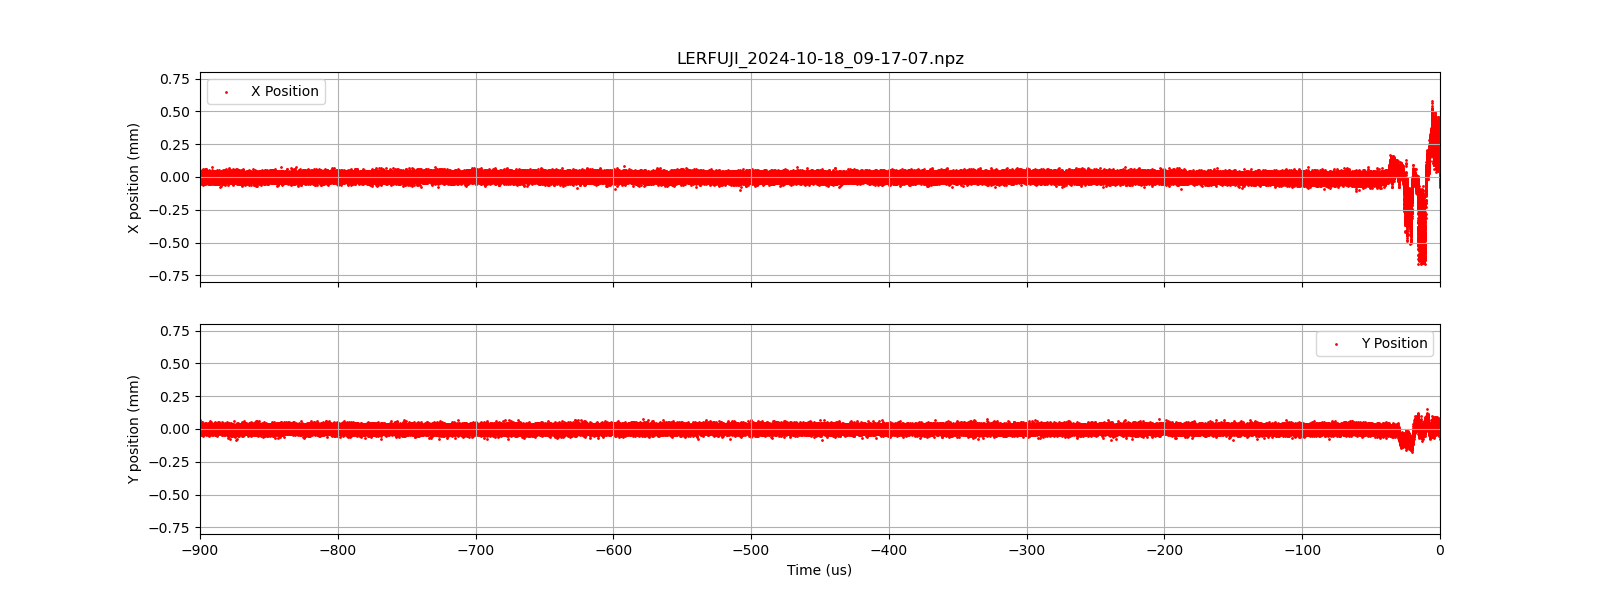 LERFUJI_2024-10-18_09-17-07.npz
X Position
X position (mm)
0.75
0.50
0.25
0.00
−0.25
−0.50
−0.75
Y Position
Y position (mm)
0.75
0.50
0.25
0.00
−0.25
−0.50
−0.75
−900 −800 −700 −600 −500 −400 −300 −200 −100 0
Time (us)